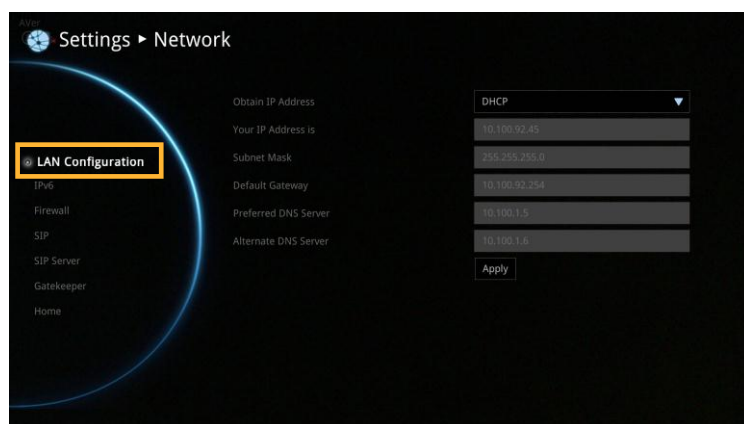 AVer
Settings ► Network
Obtain IP Address DHCP
Your IP Address is 10.100.92.45
LAN Configuration Subnet Mask 255.255.255.0
IPv6 Default Gateway 10.100.92.254
Firewall Preferred DNS Server 10.100.1.5
SIP Alternate DNS Server 10.100.1.6
SIP Server Apply
Gatekeeper
Home